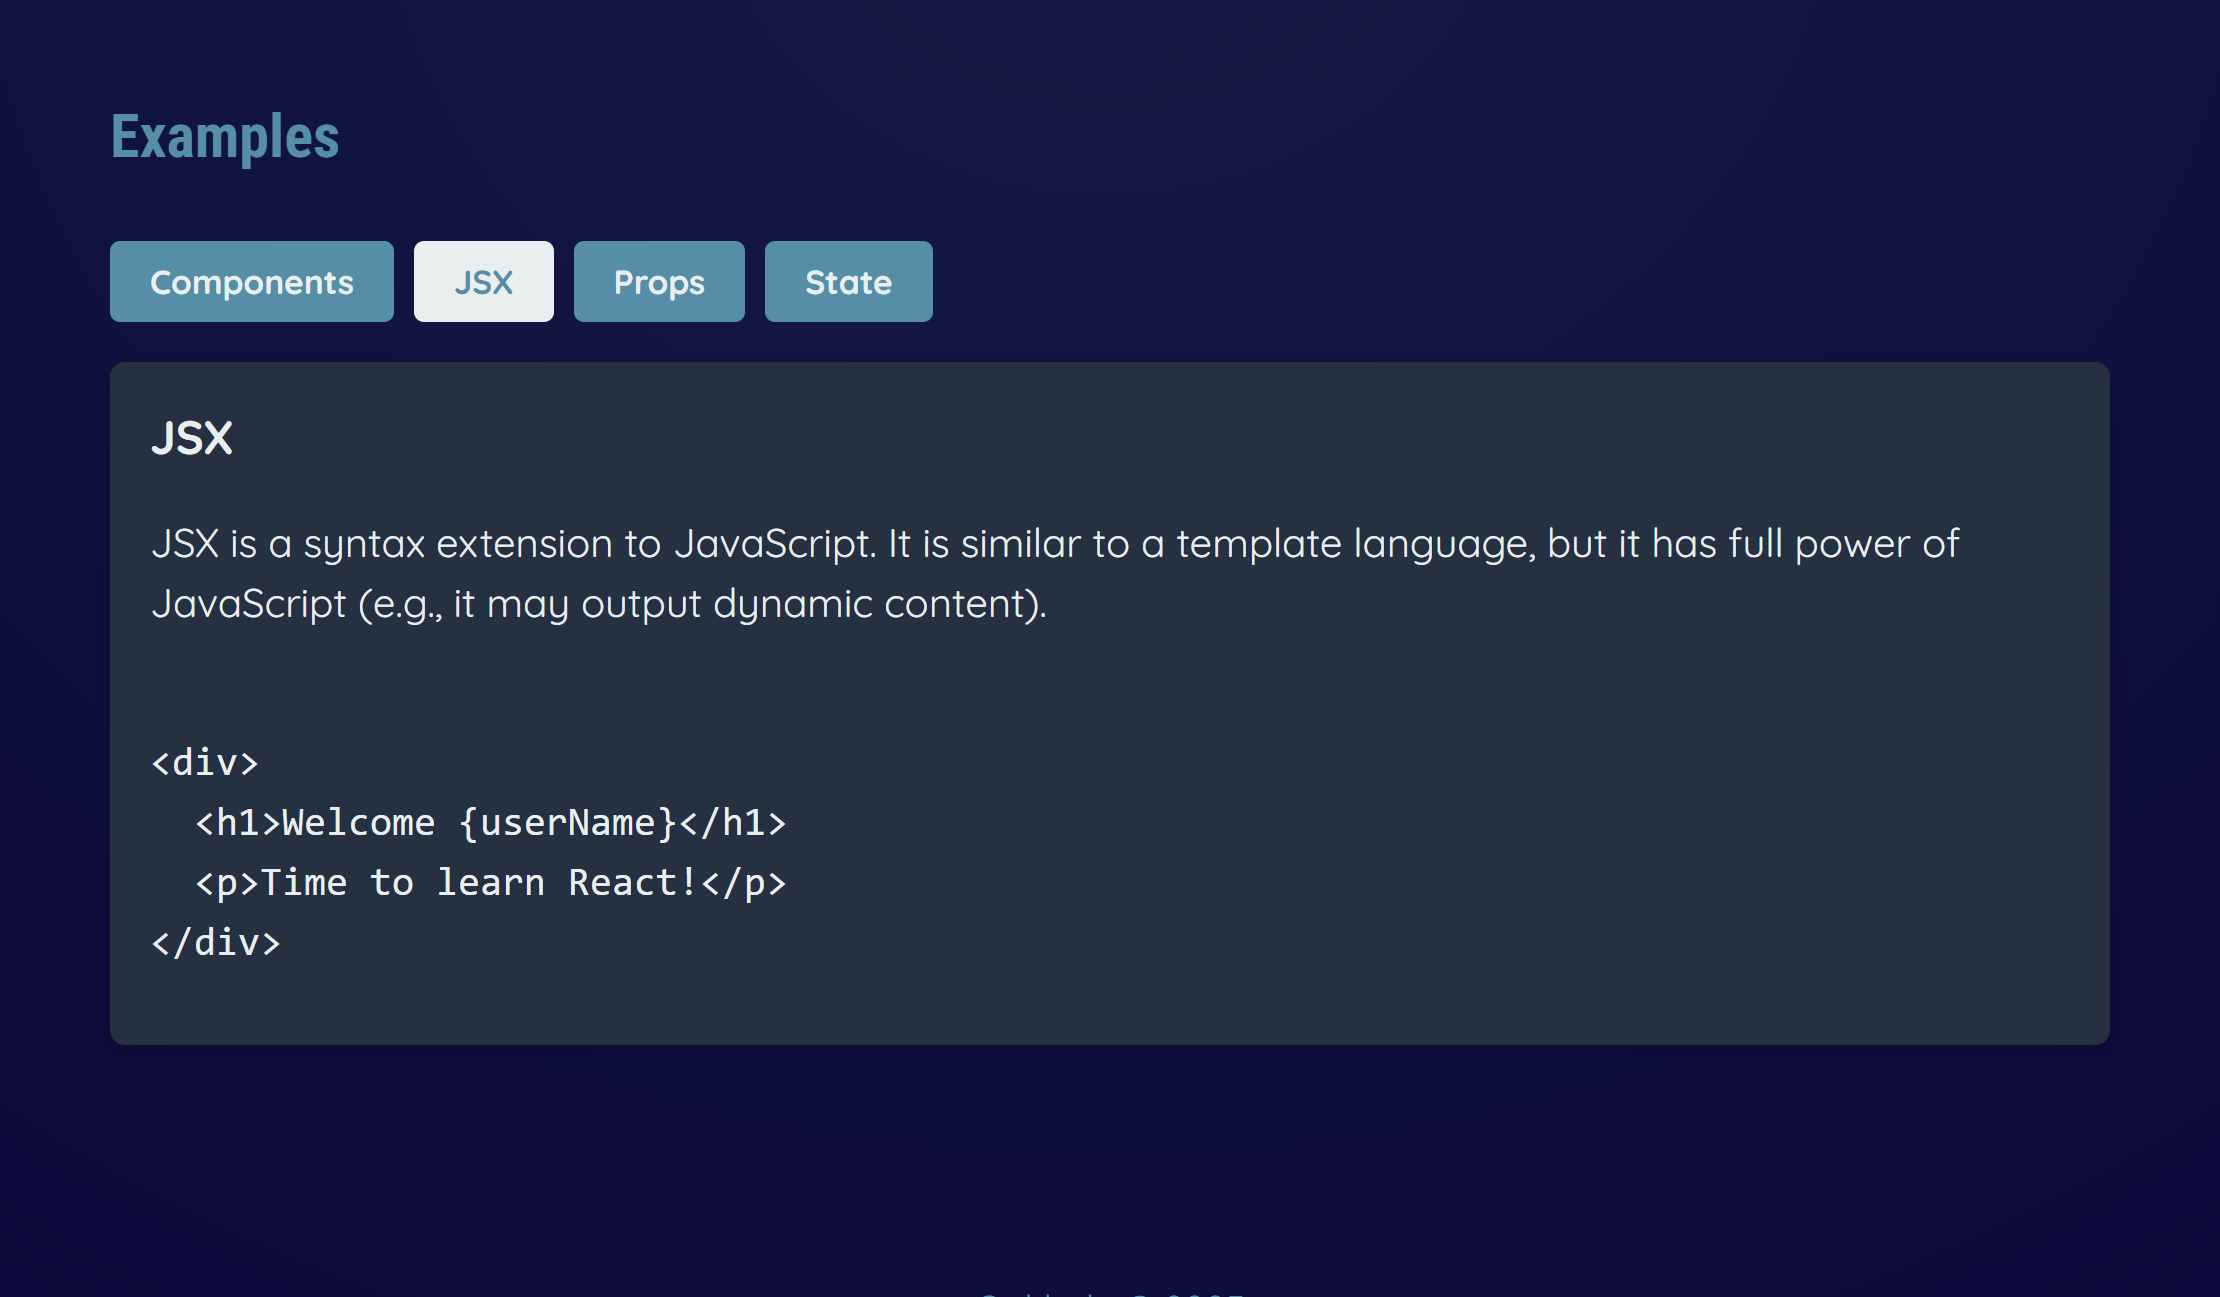 Examples
Components JSX Props State
JSX
JSX is a syntax extension to JavaScript. It is similar to a template language, but it has full power of
JavaScript (e.g., it may output dynamic content).
<div>
  <h1>Welcome {userName}</h1>
  <p>Time to learn React!</p>
</div>